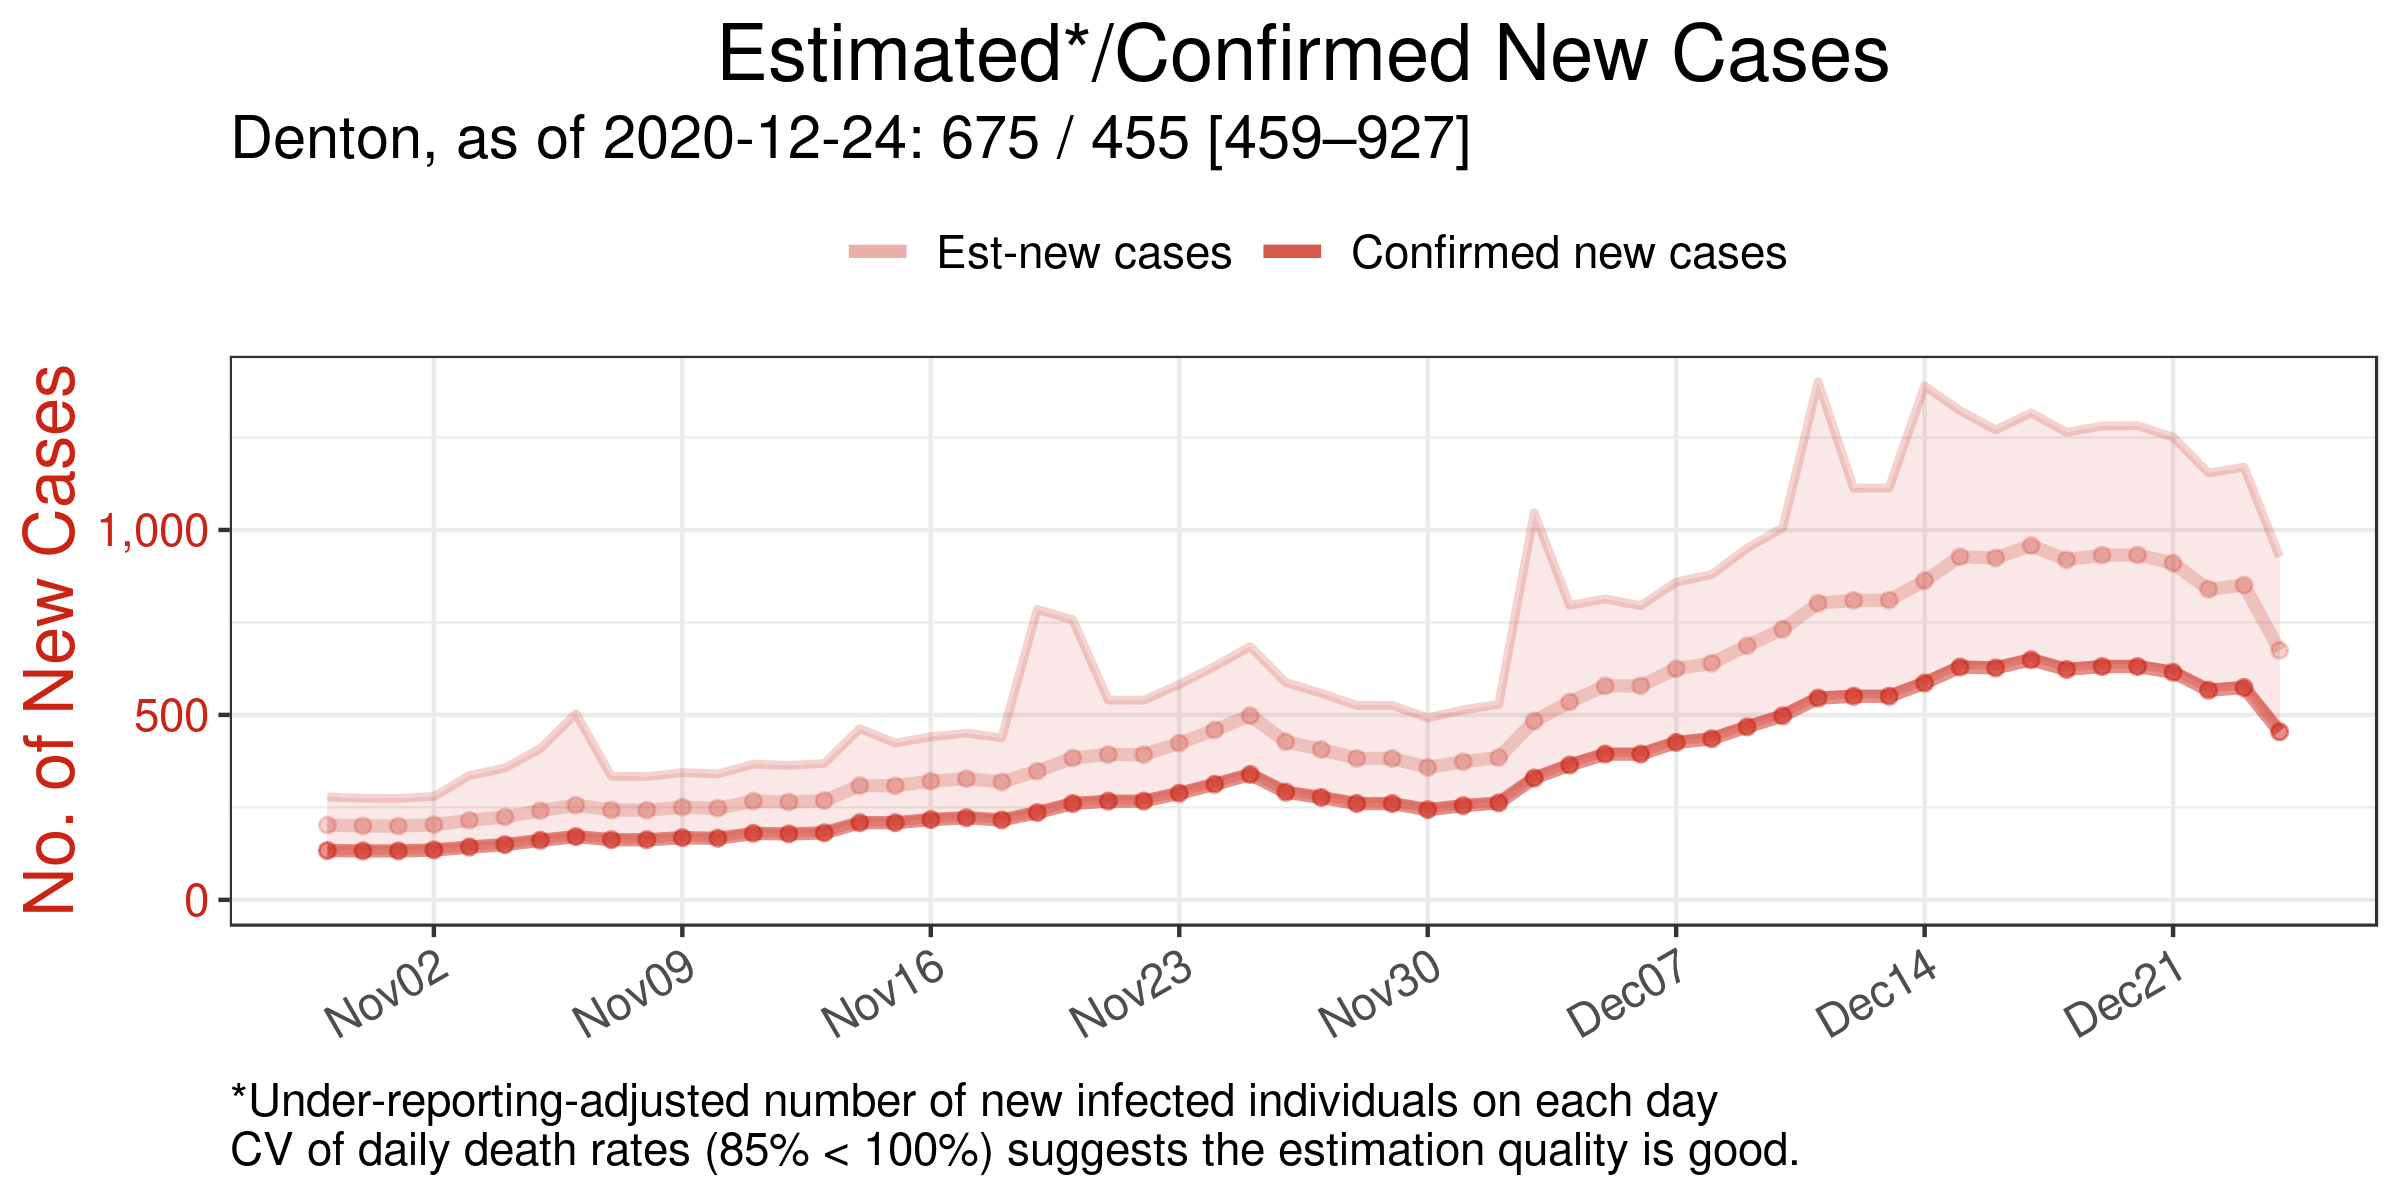 Estimated*/Confirmed New Cases
Denton, as of 2020-12-24: 675 / 455 [459–927]
Est-new cases Confirmed new cases
No. of New Cases
1,000
500
0
Nov02 Nov09 Nov16 Nov23 Nov30 Dec07 Dec14 Dec21
*Under-reporting-adjusted number of new infected individuals on each day
CV of daily death rates (85% < 100%) suggests the estimation quality is good.